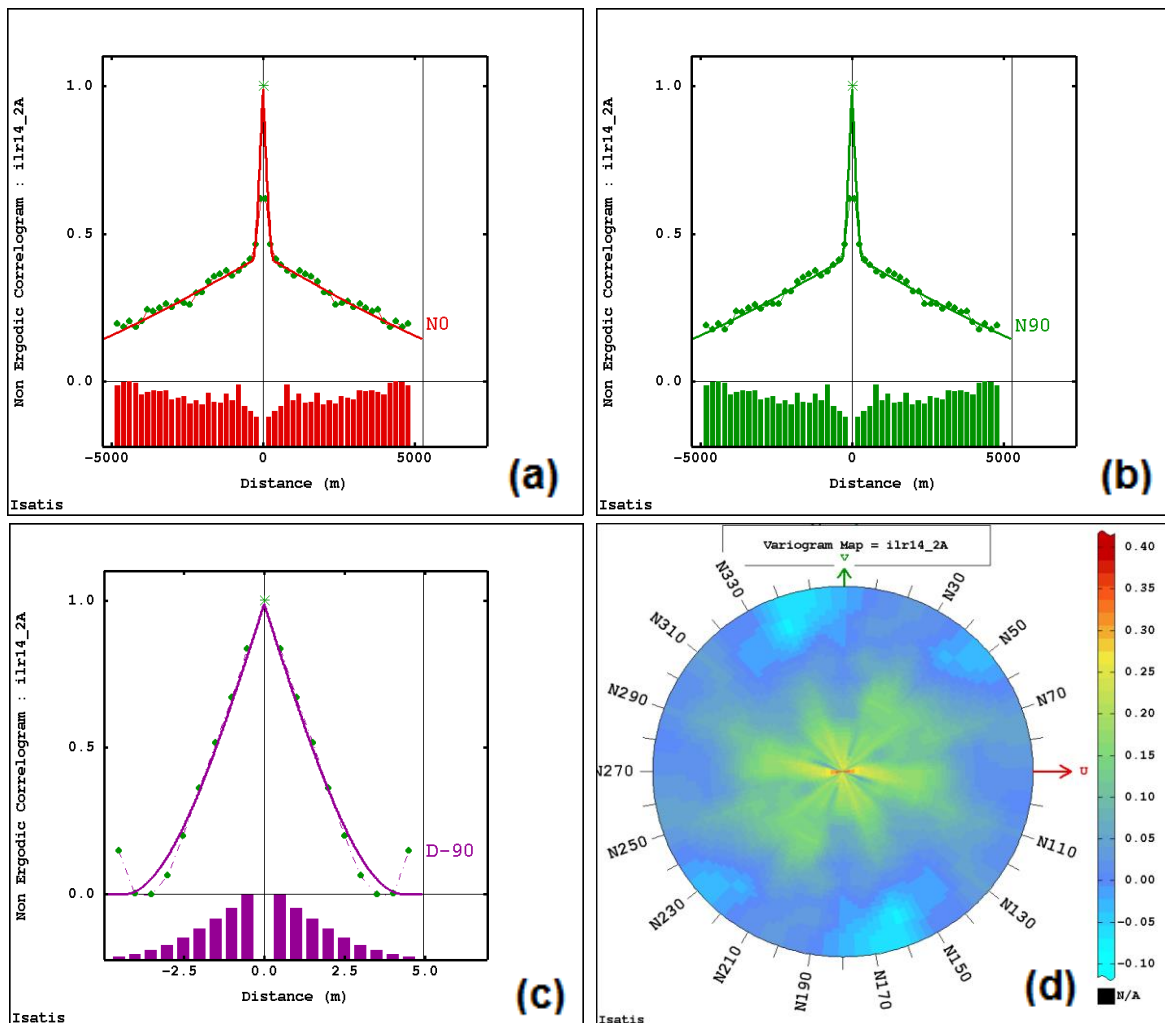 Non Ergodic Correlogram : ilr14_2A
1.0
0.5
0.0
N0
-5000
0
5000
Distance (m)
Isatis
(a)
Non Ergodic Correlogram : ilr14_2A
1.0
0.5
0.0
N90
-5000
0
5000
Distance (m)
Isatis
(b)
Non Ergodic Correlogram : ilr14_2A
1.0
0.5
0.0
D-90
-2.5
0.0
2.5
5.0
Distance (m)
Isatis
(c)
Variogram Map = ilr14_2A
V
U
N30
N50
N70
N110
N130
N150
N170
N190
N210
N230
N250
N270
N290
N310
N330
0.40
0.35
0.30
0.25
0.20
0.15
0.10
0.05
0.00
-0.05
-0.10
N/A
Isatis
(d)